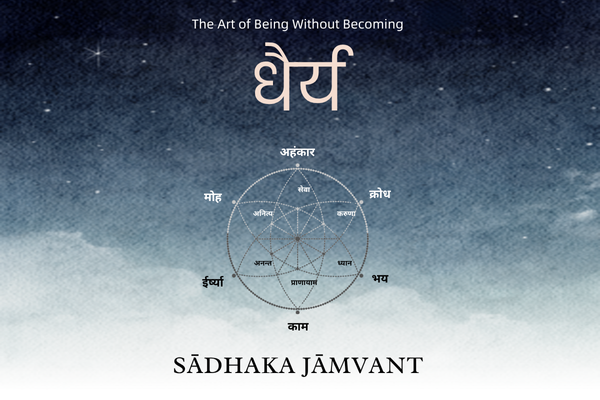 The Art of Being Without Becoming
धैर्य
अहंकार
मोह
क्रोध
सेवा
अनित्य
करुणा
अनन्त
ध्यान
प्राणायाम
ईर्ष्या
भय
काम
SĀDHAKA JĀMVANT